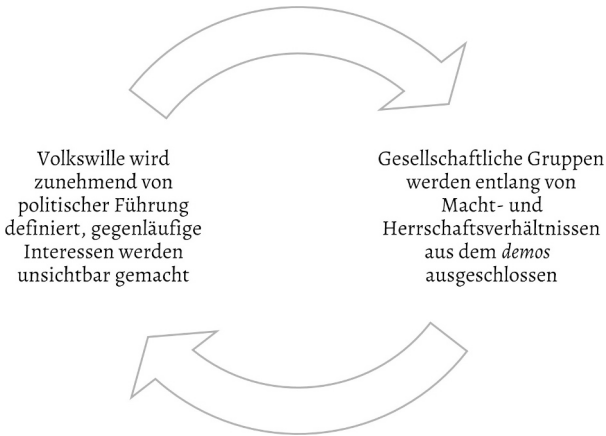 Volkswille wird
zunehmend von
politischer Führung
definiert, gegenläufige
Interessen werden
unsichtbar gemacht
Gesellschaftliche Gruppen
werden entlang von
Macht- und
Herrschaftsverhältnissen
aus dem demos
ausgeschlossen